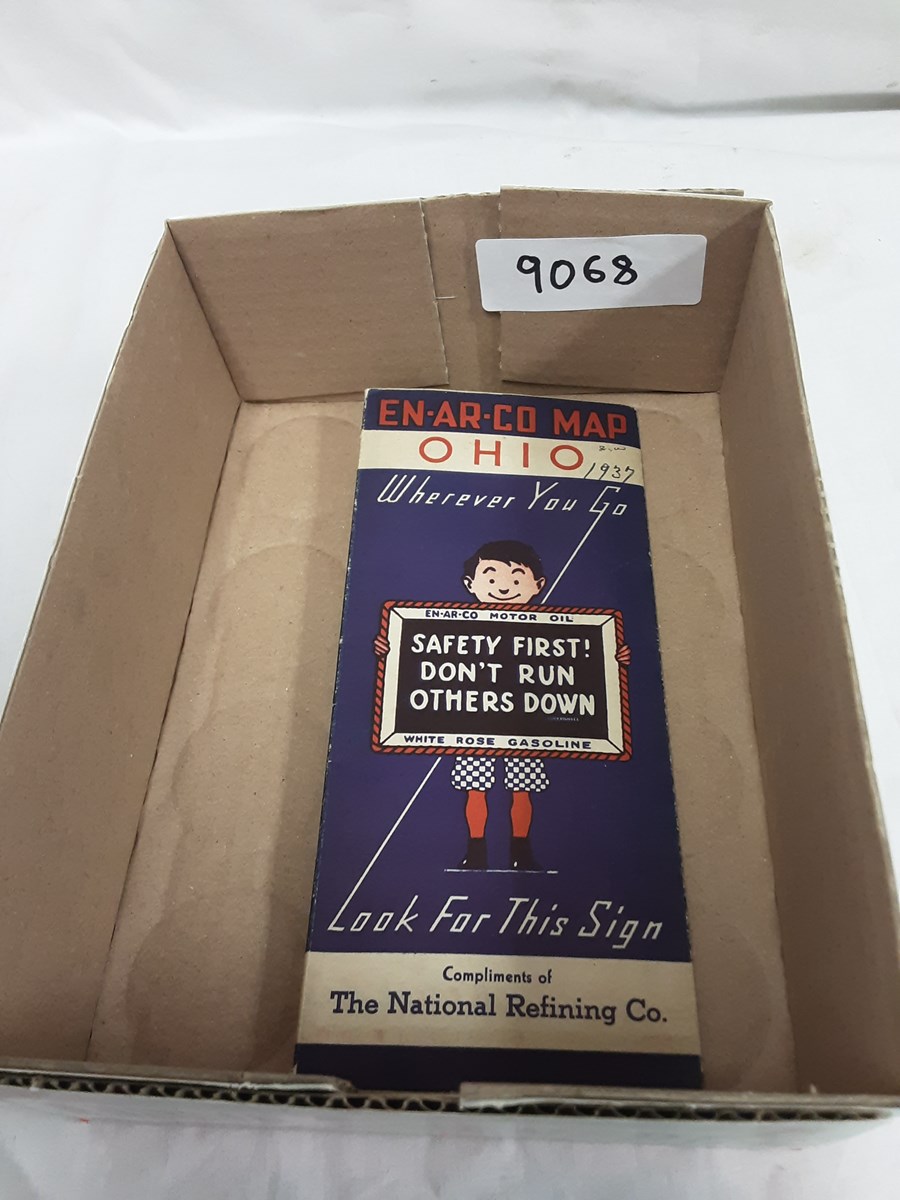 9068
EN-AR-CO MAP
OHIO
1937
Wherever You Go
EN-AR-CO MOTOR OIL
SAFETY FIRST!
DON'T RUN
OTHERS DOWN
WHITE ROSE GASOLINE
Look For This Sign
Compliments of
The National Refining Co.